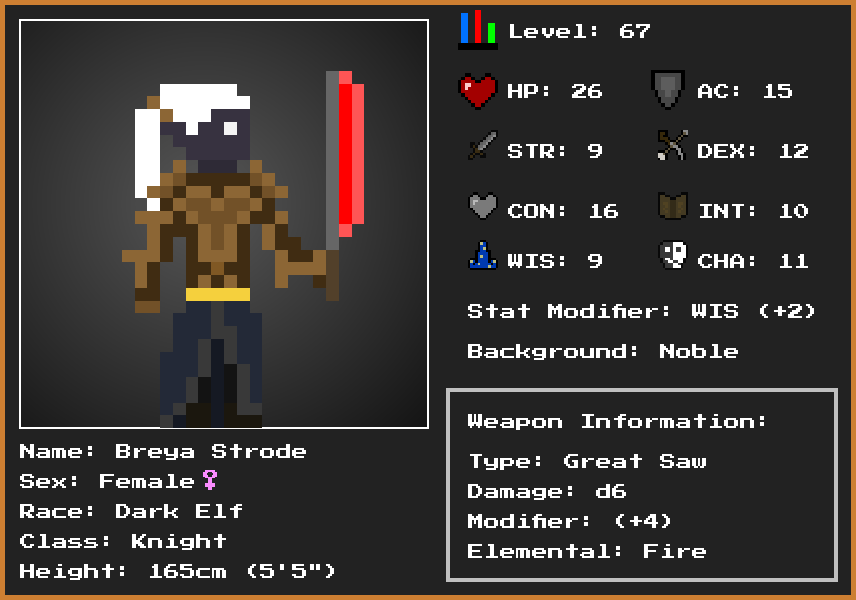 Level: 67
HP: 26
AC: 15
STR: 9
DEX: 12
CON: 16
INT: 10
WIS: 9
CHA: 11
Stat Modifier: WIS (+2)
Background: Noble
Name: Breya Strode
Sex: Female♀
Race: Dark Elf
Class: Knight
Height: 165cm (5'5")
Weapon Information:
Type: Great Saw
Damage: d6
Modifier: (+4)
Elemental: Fire